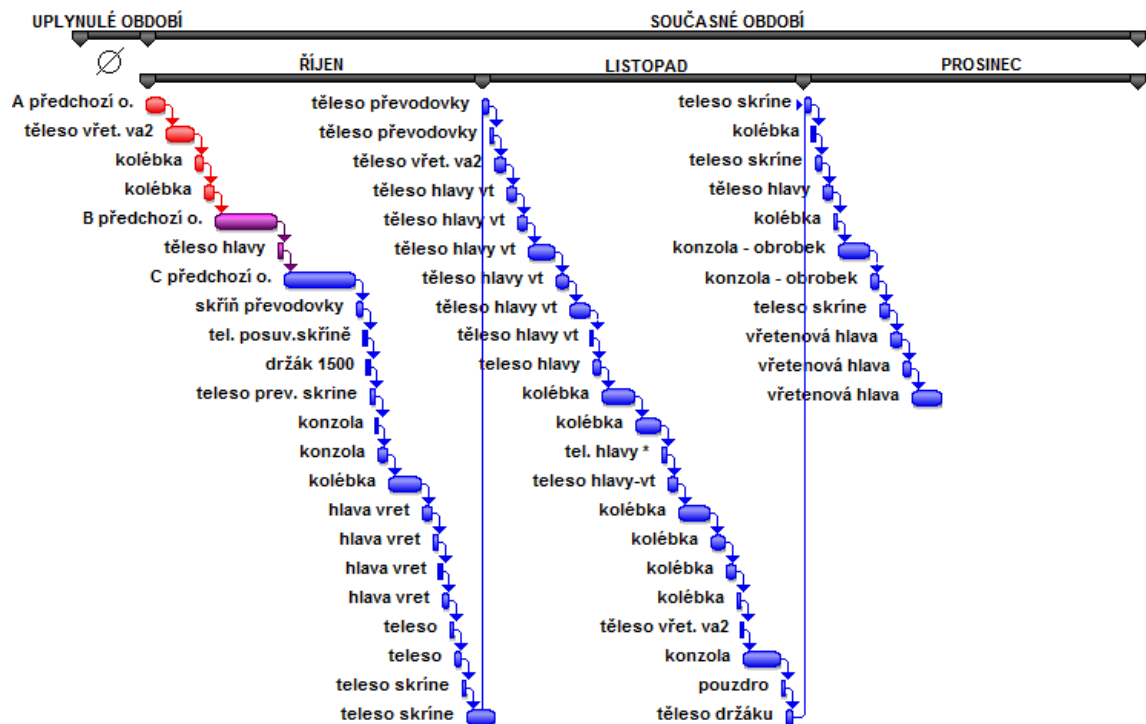 UPLYNULÉ OBDOBÍ
SOUČASNÉ OBDOBÍ
ŘÍJEN
LISTOPAD
PROSINEC
A předchozí o.
těleso vřet. va2
kolébka
kolébka
B předchozí o.
těleso hlavy
C předchozí o.
skříň převodovky
tel. posuv.skříně
držák 1500
teleso prev. skrine
konzola
konzola
kolébka
hlava vret
hlava vret
hlava vret
hlava vret
teleso
teleso
teleso skríne
teleso skríne
těleso převodovky
těleso převodovky
těleso vřet. va2
těleso hlavy vt
těleso hlavy vt
těleso hlavy vt
těleso hlavy vt
těleso hlavy vt
těleso hlavy vt
teleso hlavy
kolébka
kolébka
tel. hlavy *
teleso hlavy-vt
kolébka
kolébka
kolébka
kolébka
těleso vřet. va2
konzola
pouzdro
těleso držáku
teleso skríne
kolébka
teleso skríne
těleso hlavy
kolébka
konzola - obrobek
konzola - obrobek
teleso skríne
vřetenová hlava
vřetenová hlava
vřetenová hlava